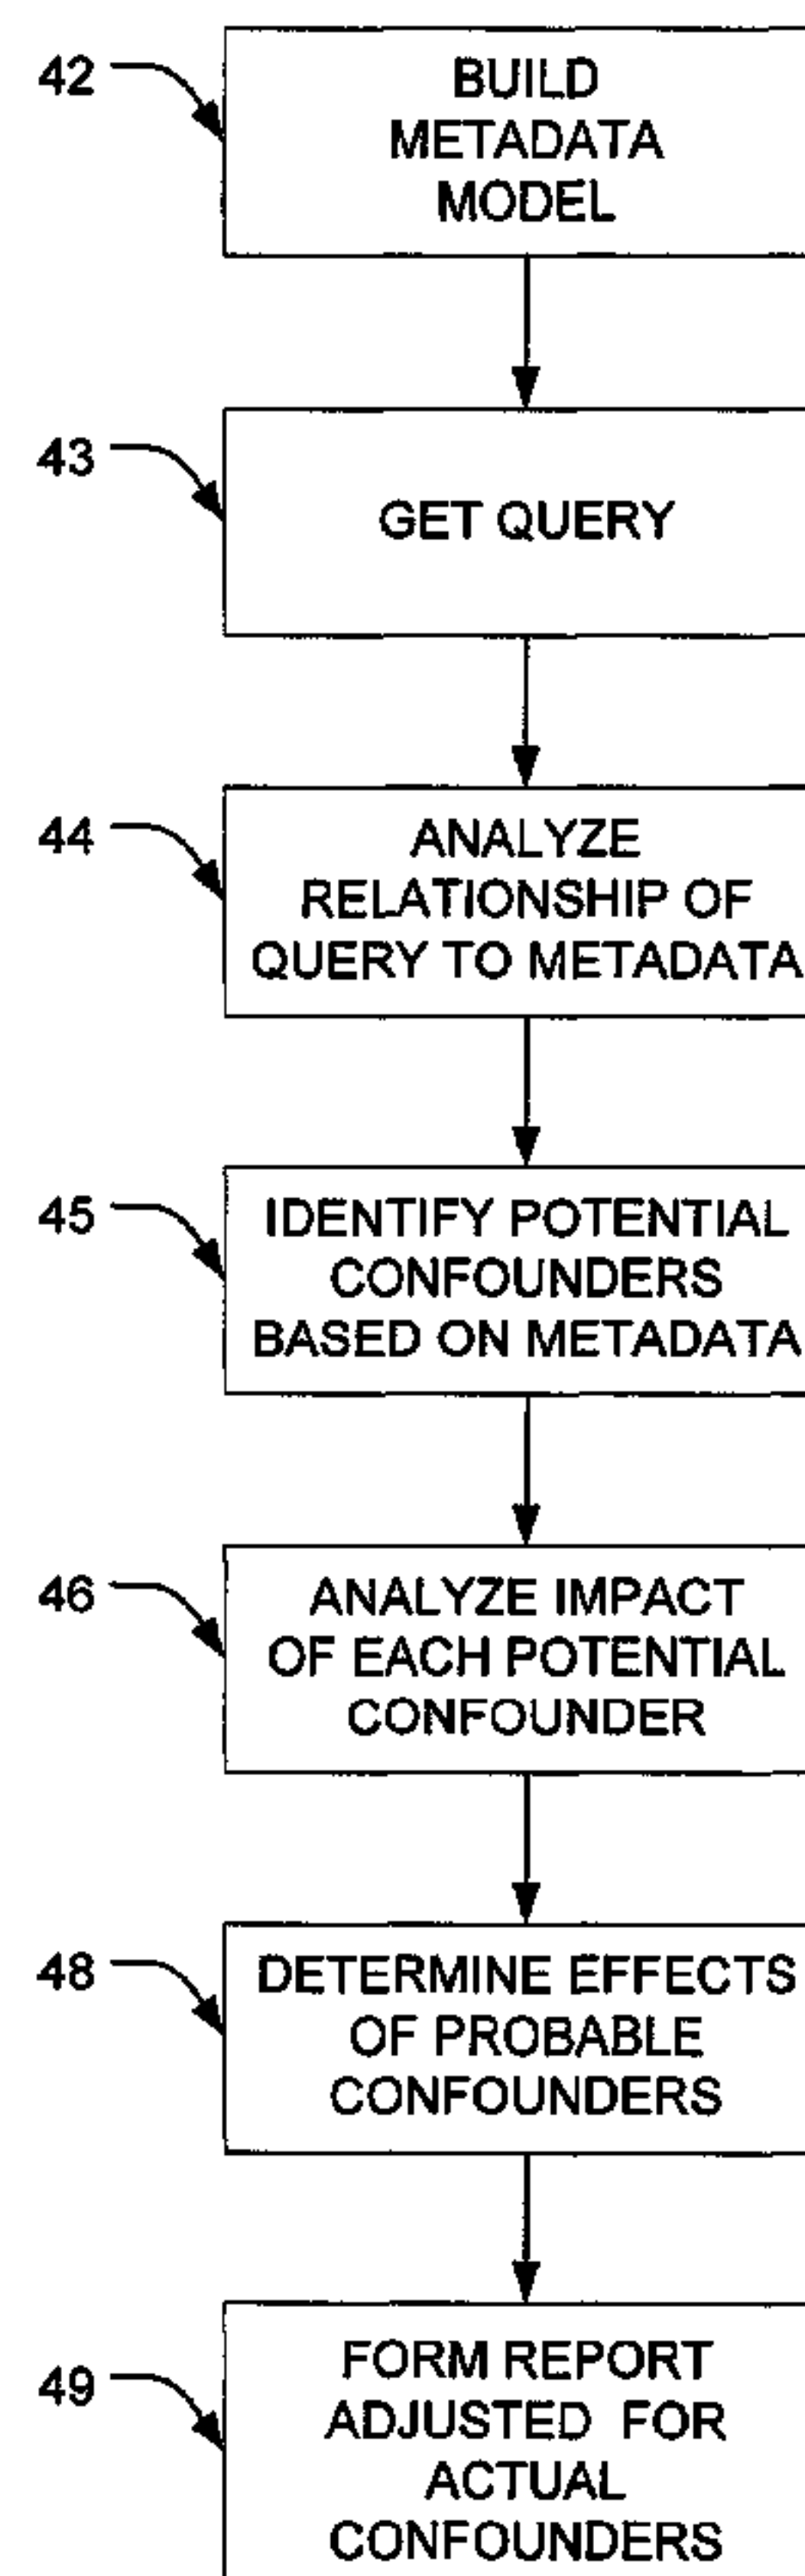 42
BUILD
METADATA
MODEL
43
GET QUERY
44
ANALYZE
RELATIONSHIP OF
QUERY TO METADATA
45
IDENTIFY POTENTIAL
CONFOUNDERS
BASED ON METADATA
46
ANALYZE IMPACT
OF EACH POTENTIAL
CONFOUNDER
48
DETERMINE EFFECTS
OF PROBABLE
CONFOUNDERS
49
FORM REPORT
ADJUSTED FOR
ACTUAL
CONFOUNDERS